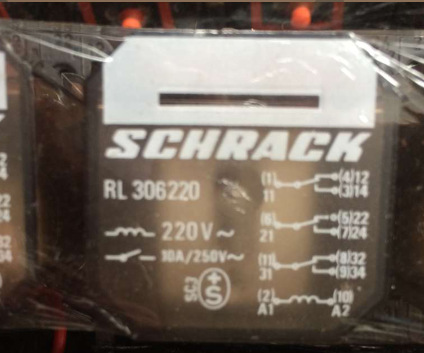 SCHRACK
RL 306220
220V~
10A/250V~
(1) (4)12
11 (3)14
(6) (5)22
21 (7)24
(11) (8)32
31 (9)34
(2) (10)
A1 A2
S